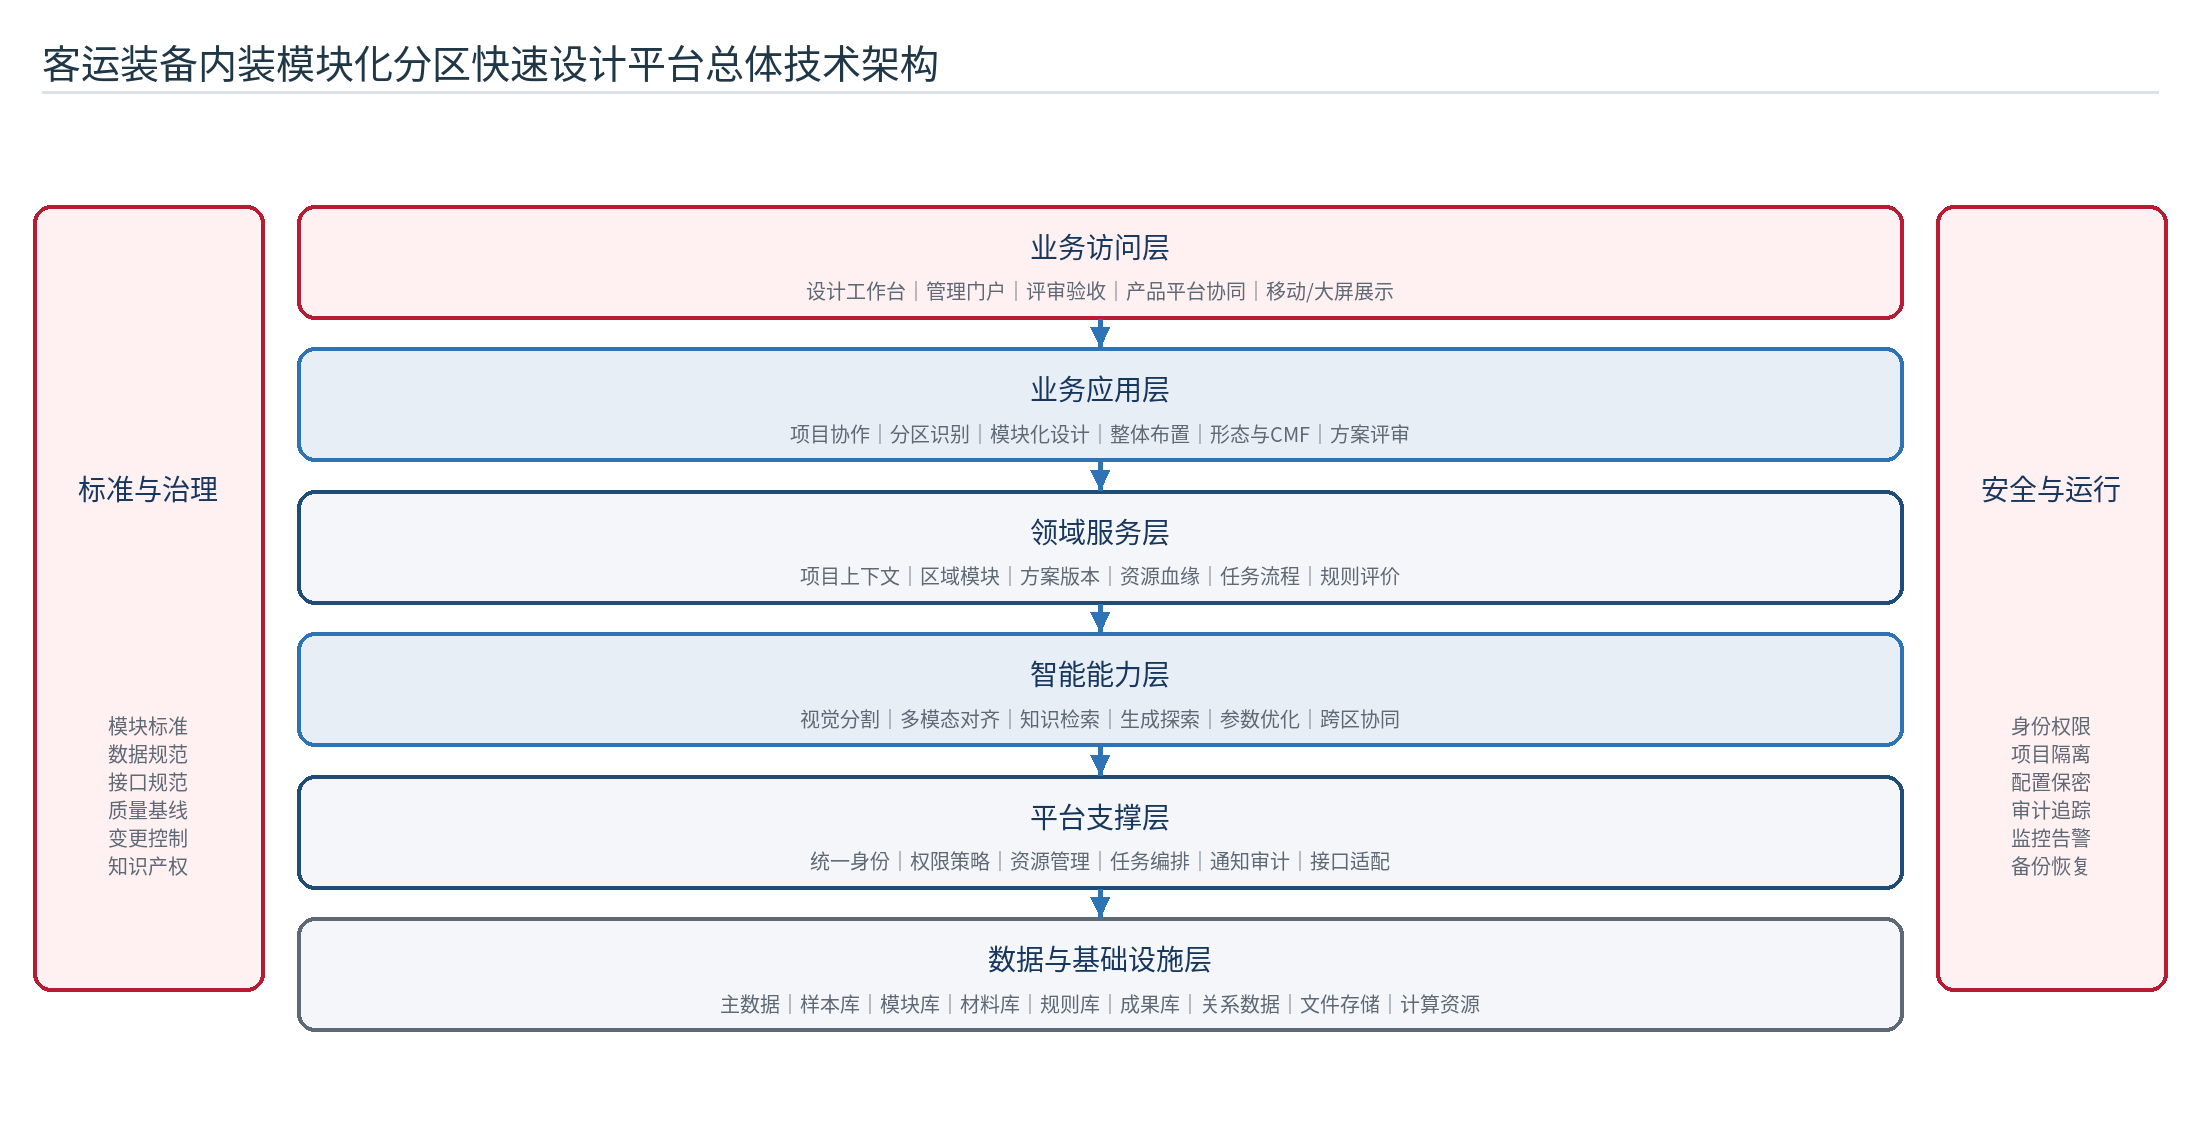 客运装备内装模块化分区快速设计平台总体技术架构
标准与治理
模块标准
数据规范
接口规范
质量基线
变更控制
知识产权
业务访问层
设计工作台｜管理门户｜评审验收｜产品平台协同｜移动/大屏展示
业务应用层
项目协作｜分区识别｜模块化设计｜整体布置｜形态与CMF｜方案评审
领域服务层
项目上下文｜区域模块｜方案版本｜资源血缘｜任务流程｜规则评价
智能能力层
视觉分割｜多模态对齐｜知识检索｜生成探索｜参数优化｜跨区协同
平台支撑层
统一身份｜权限策略｜资源管理｜任务编排｜通知审计｜接口适配
数据与基础设施层
主数据｜样本库｜模块库｜材料库｜规则库｜成果库｜关系数据｜文件存储｜计算资源
安全与运行
身份权限
项目隔离
配置保密
审计追踪
监控告警
备份恢复